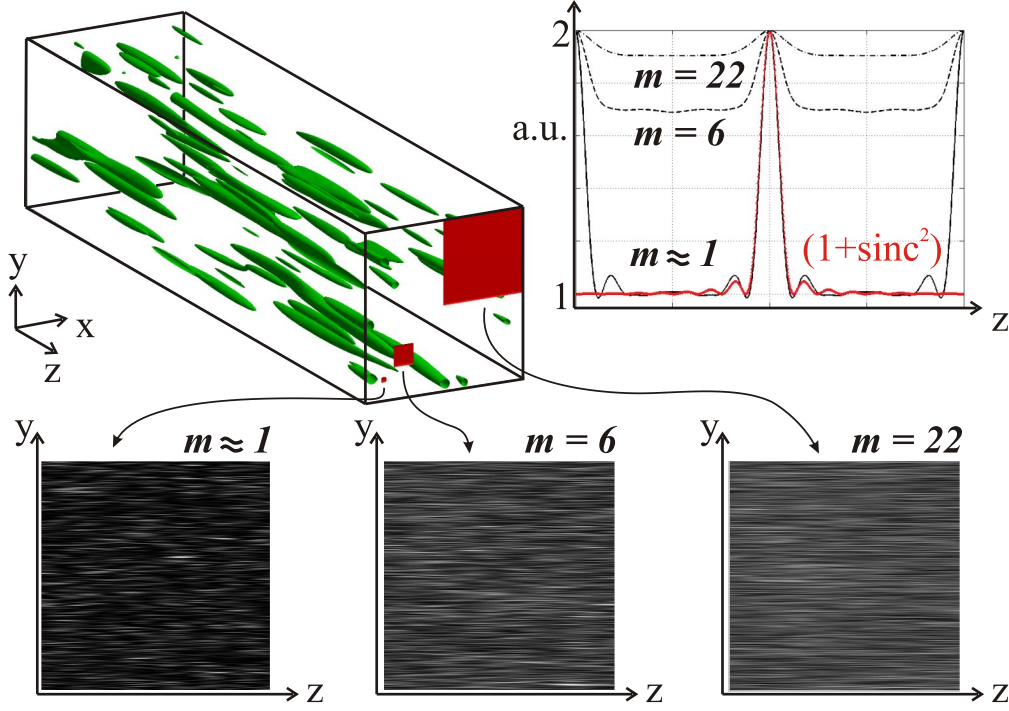 y
x
z
2
a.u.
1
m = 22
m = 6
m ≈ 1
(1+sinc²)
z
y
m ≈ 1
z
y
m = 6
z
y
m = 22
z